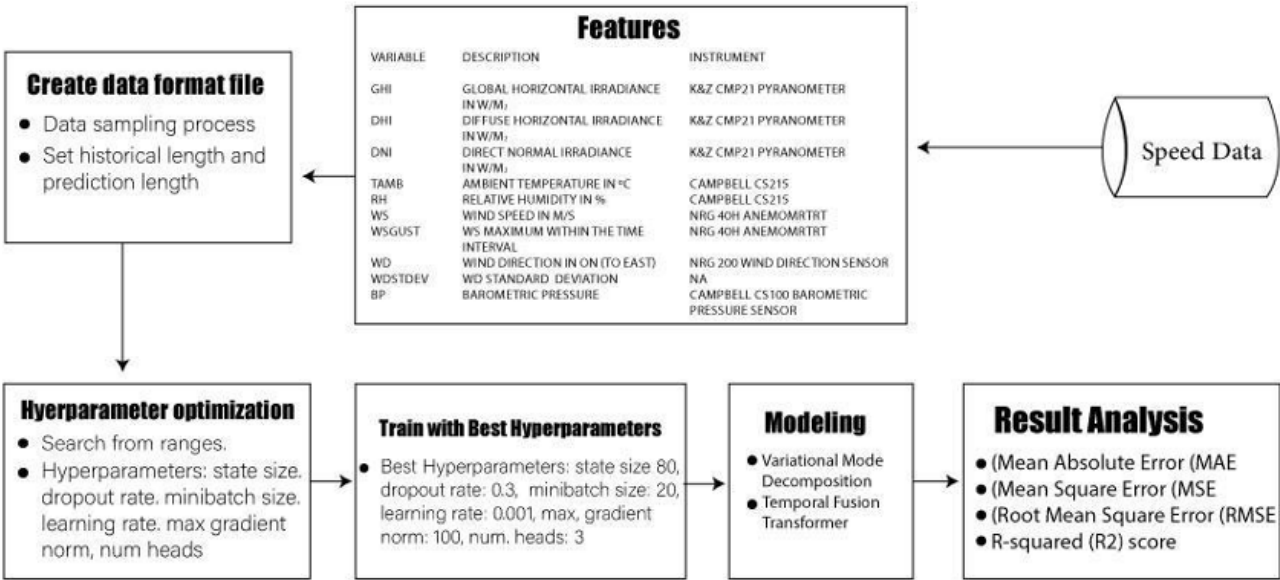 Features
VARIABLE DESCRIPTION INSTRUMENT
GHI GLOBAL HORIZONTAL IRRADIANCE K&Z CMP21 PYRANOMETER
IN W/M₂
DHI DIFFUSE HORIZONTAL IRRADIANCE K&Z CMP21 PYRANOMETER
IN W/M₂
DNI DIRECT NORMAL IRRADIANCE K&Z CMP21 PYRANOMETER
IN W/M₂
TAMB AMBIENT TEMPERATURE IN ºC CAMPBELL CS215
RH RELATIVE HUMIDITY IN % CAMPBELL CS215
WS WIND SPEED IN M/S NRG 40H ANEMOMRTRT
WSGUST WS MAXIMUM WITHIN THE TIME NRG 40H ANEMOMRTRT
INTERVAL
WD WIND DIRECTION IN ON (TO EAST) NRG 200 WIND DIRECTION SENSOR
WDSTDEV WD STANDARD DEVIATION NA
BP BAROMETRIC PRESSURE CAMPBELL CS100 BAROMETRIC
PRESSURE SENSOR
Speed Data
Create data format file
● Data sampling process
● Set historical length and
prediction length
Hyerparameter optimization
● Search from ranges.
● Hyperparameters: state size.
dropout rate. minibatch size.
learning rate. max gradient
norm, num heads
Train with Best Hyperparameters
● Best Hyperparameters: state size 80,
dropout rate: 0.3, minibatch size: 20,
learning rate: 0.001, max, gradient
norm: 100, num. heads: 3
Modeling
● Variational Mode
Decomposition
● Temporal Fusion
Transformer
Result Analysis
● (Mean Absolute Error (MAE
● (Mean Square Error (MSE
● (Root Mean Square Error (RMSE
● R-squared (R2) score